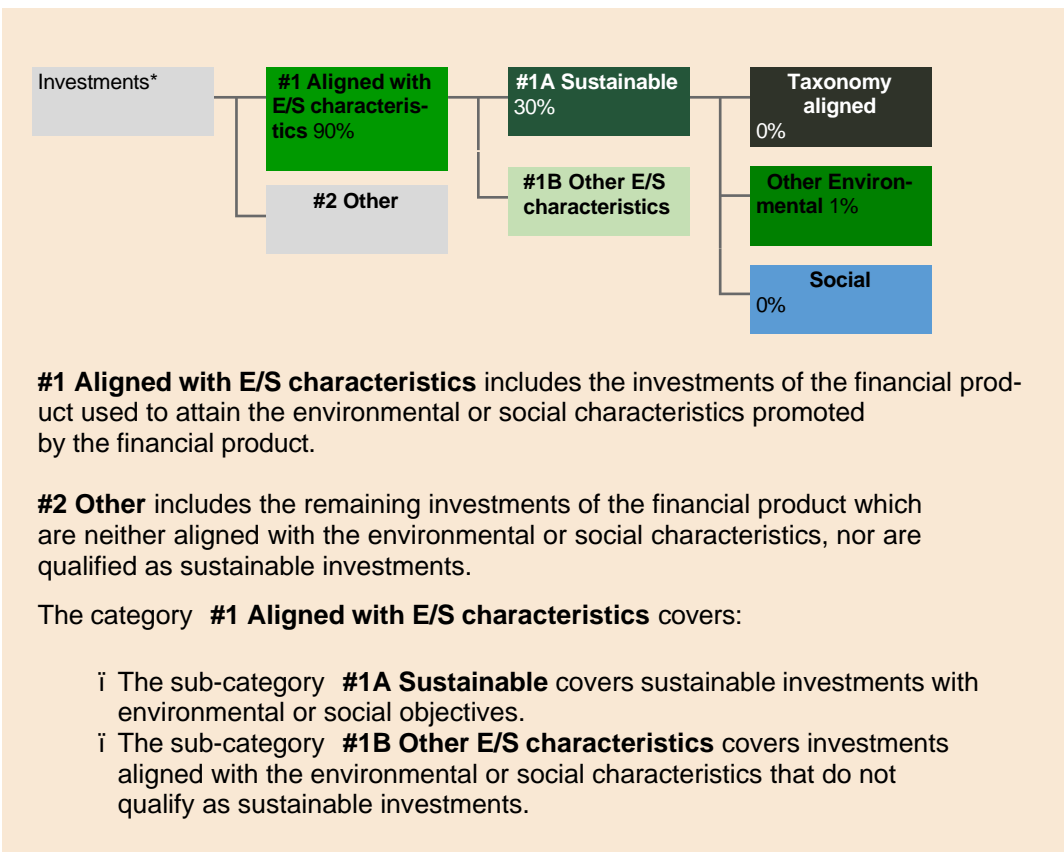 Investments*
#1 Aligned with
E/S characteris-
tics 90%
#2 Other
#1A Sustainable
30%
#1B Other E/S
characteristics
Taxonomy
aligned
0%
Other Environ-
mental 1%
Social
0%
#1 Aligned with E/S characteristics includes the investments of the financial prod-
uct used to attain the environmental or social characteristics promoted
by the financial product.
#2 Other includes the remaining investments of the financial product which
are neither aligned with the environmental or social characteristics, nor are
qualified as sustainable investments.
The category #1 Aligned with E/S characteristics covers:
ï The sub-category #1A Sustainable covers sustainable investments with
environmental or social objectives.
ï The sub-category #1B Other E/S characteristics covers investments
aligned with the environmental or social characteristics that do not
qualify as sustainable investments.